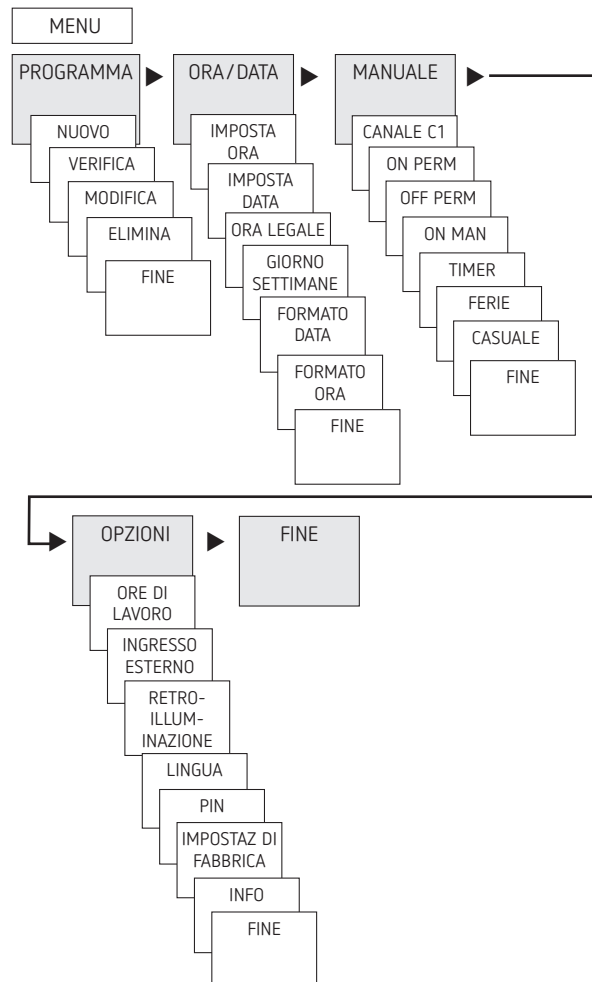 MENU
PROGRAMMA
NUOVO
VERIFICA
MODIFICA
ELIMINA
FINE
ORA/DATA
IMPOSTA
ORA
IMPOSTA
DATA
ORA LEGALE
GIORNO
SETTIMANE
FORMATO
DATA
FORMATO
ORA
FINE
MANUALE
CANALE C1
ON PERM
OFF PERM
ON MAN
TIMER
FERIE
CASUALE
FINE
OPZIONI
ORE DI
LAVORO
INGRESSO
ESTERNO
RETRO-
ILLUM-
INAZIONE
LINGUA
PIN
IMPOSTAZ DI
FABBRICA
INFO
FINE
FINE